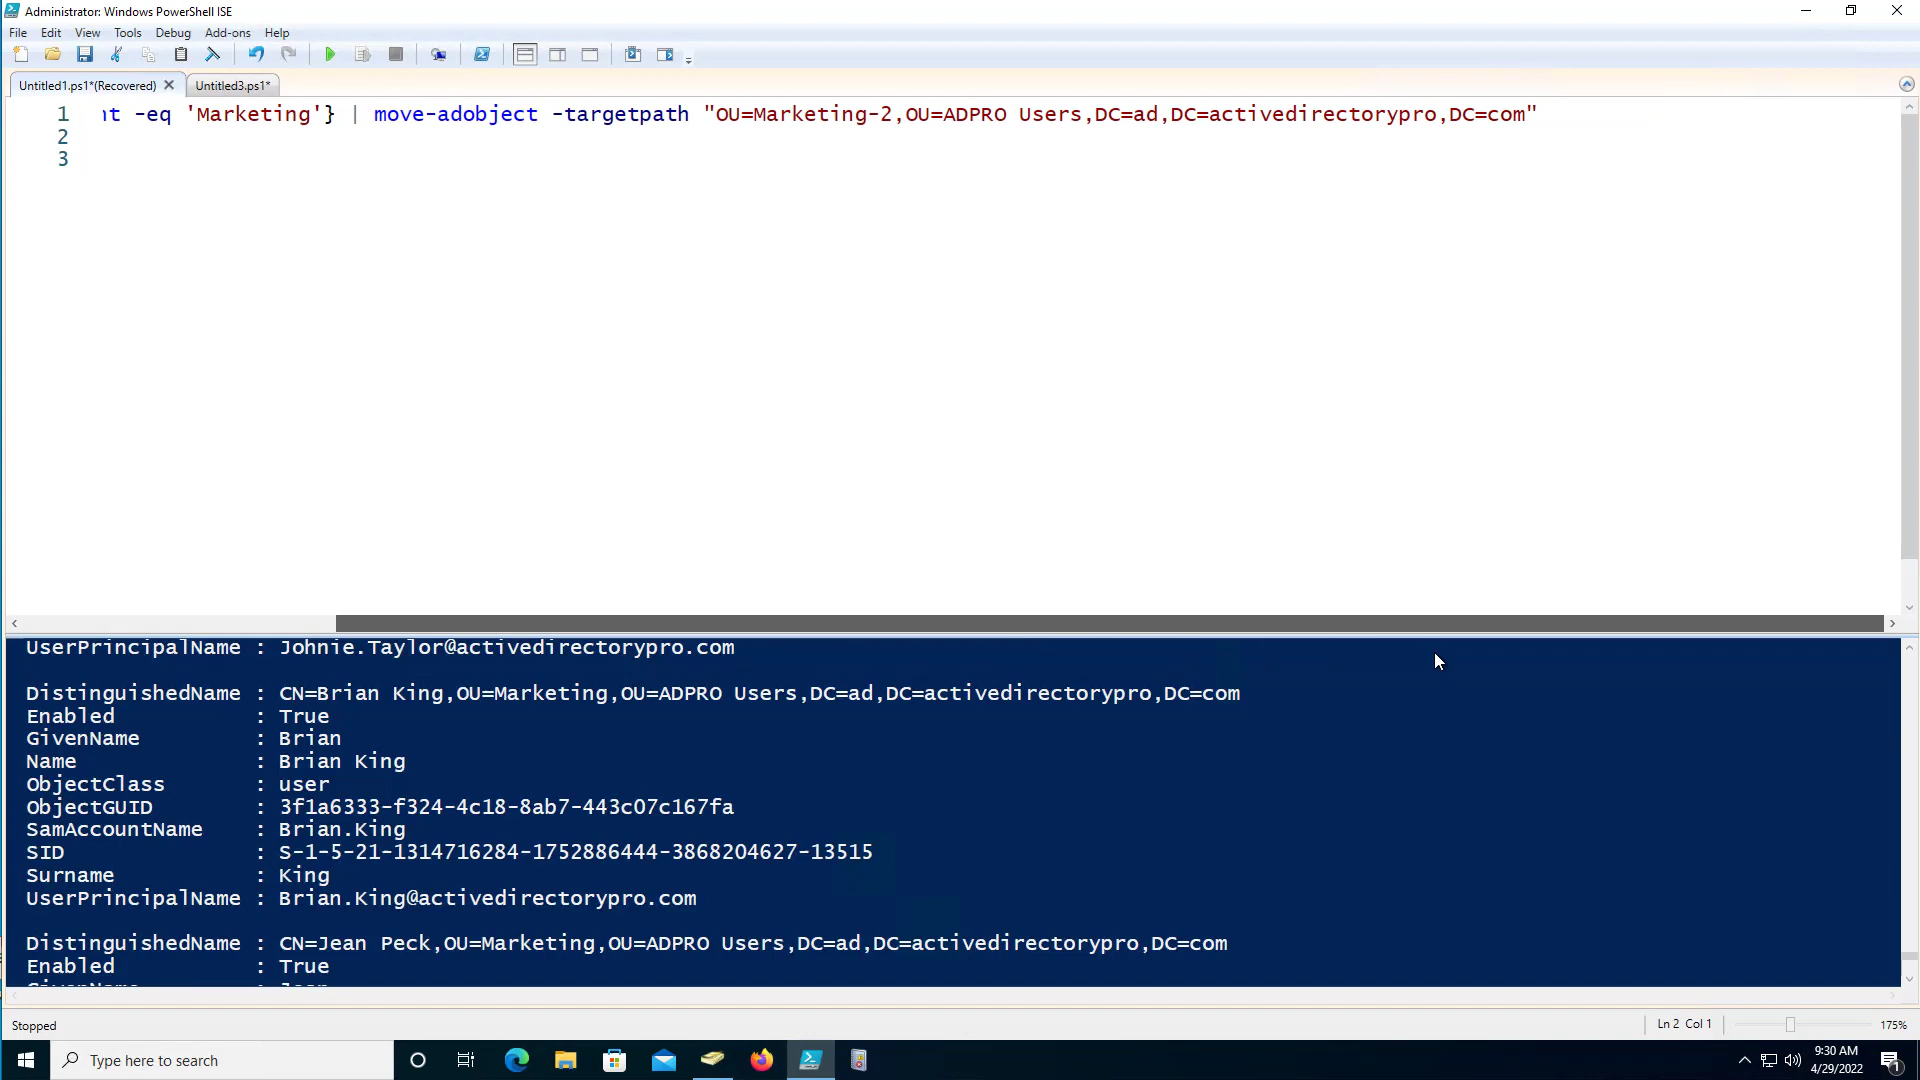 Administrator: Windows PowerShell ISE
File Edit View Tools Debug Add-ons Help
Untitled1.ps1*(Recovered) Untitled3.ps1*
1 -eq 'Marketing'} | move-adobject -targetpath "OU=Marketing-2,OU=ADPRO Users,DC=ad,DC=activedirectorypro,DC=com"
2
3
UserPrincipalName : Johnie.Taylor@activedirectorypro.com
DistinguishedName : CN=Brian King,OU=Marketing,OU=ADPRO Users,DC=ad,DC=activedirectorypro,DC=com
Enabled : True
GivenName : Brian
Name : Brian King
ObjectClass : user
ObjectGUID : 3f1a6333-f324-4c18-8ab7-443c07c167fa
SamAccountName : Brian.King
SID : S-1-5-21-1314716284-1752886444-3868204627-13515
Surname : King
UserPrincipalName : Brian.King@activedirectorypro.com
DistinguishedName : CN=Jean Peck,OU=Marketing,OU=ADPRO Users,DC=ad,DC=activedirectorypro,DC=com
Enabled : True
Stopped
Ln 2 Col 1
175%
Type here to search
9:30 AM
4/29/2022
1